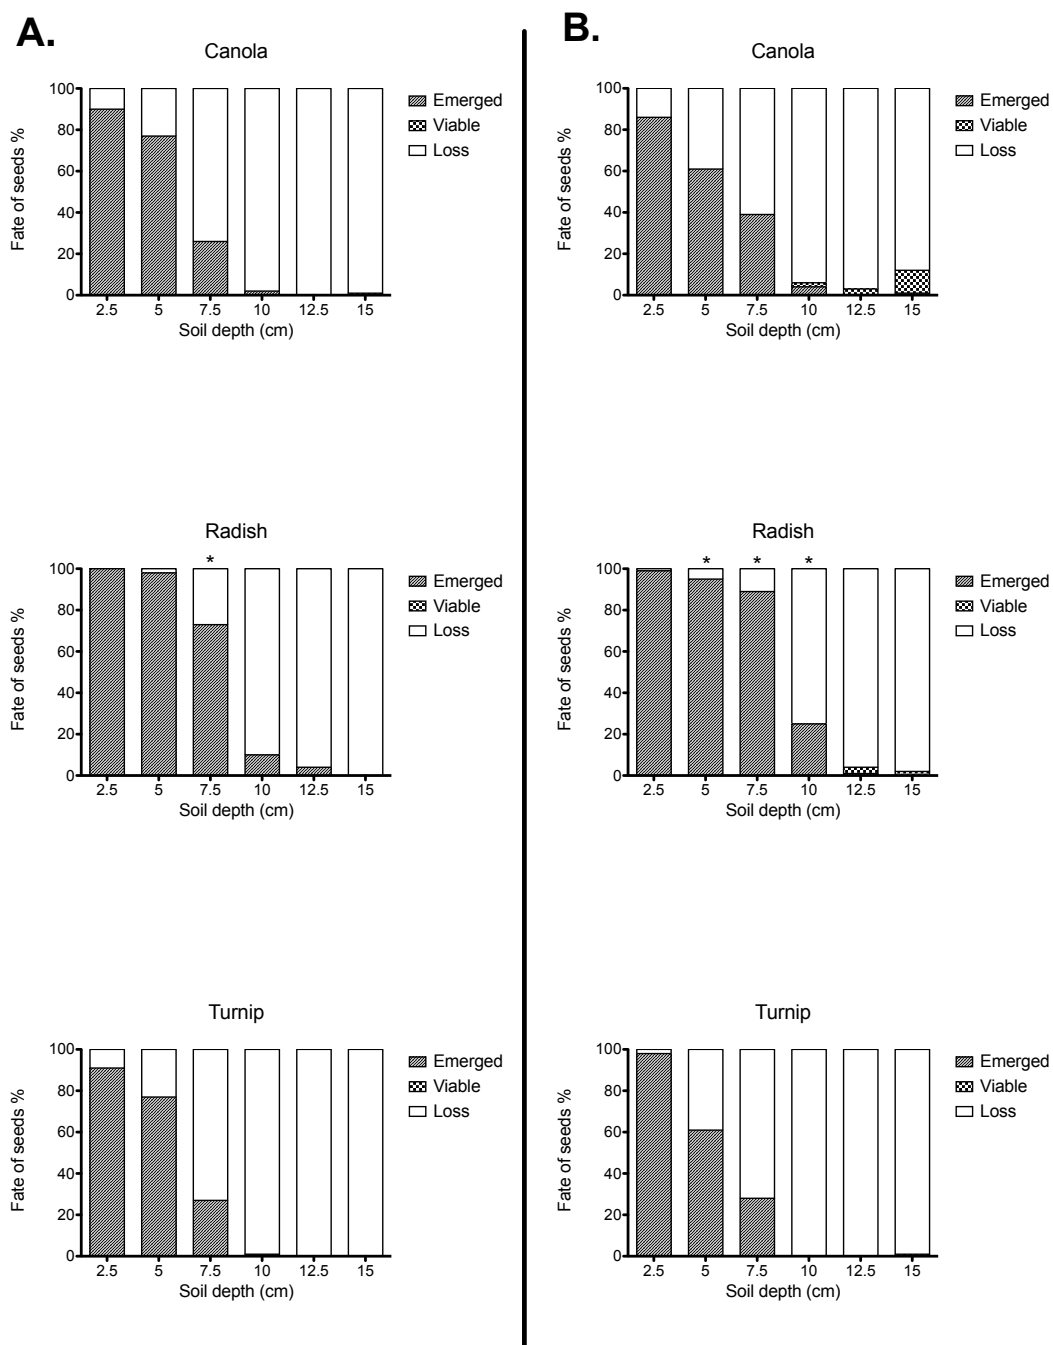 A.
Canola
Fate of seeds %
100
80
60
40
20
0
2.5 5 7.5 10 12.5 15
Soil depth (cm)
Emerged
Viable
Loss
Radish
*
Fate of seeds %
100
80
60
40
20
0
2.5 5 7.5 10 12.5 15
Soil depth (cm)
Emerged
Viable
Loss
Turnip
Fate of seeds %
100
80
60
40
20
0
2.5 5 7.5 10 12.5 15
Soil depth (cm)
Emerged
Viable
Loss
B.
Canola
Fate of seeds %
100
80
60
40
20
0
2.5 5 7.5 10 12.5 15
Soil depth (cm)
Emerged
Viable
Loss
Radish
* * *
Fate of seeds %
100
80
60
40
20
0
2.5 5 7.5 10 12.5 15
Soil depth (cm)
Emerged
Viable
Loss
Turnip
Fate of seeds %
100
80
60
40
20
0
2.5 5 7.5 10 12.5 15
Soil depth (cm)
Emerged
Viable
Loss